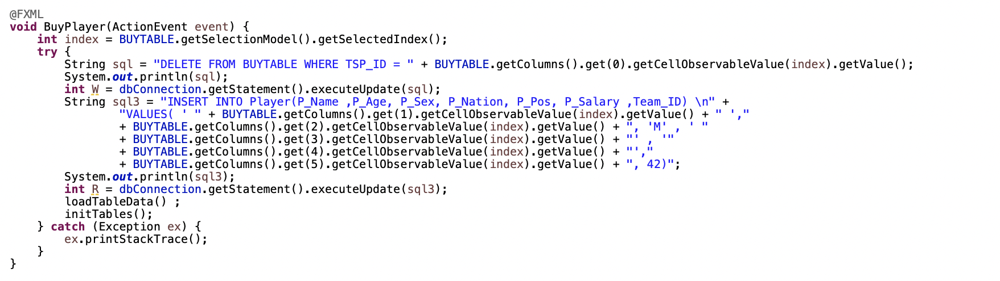 @FXML
void BuyPlayer(ActionEvent event) {
    int index = BUYTABLE.getSelectionModel().getSelectedIndex();
    try {
        String sql = "DELETE FROM BUYTABLE WHERE TSP_ID = " + BUYTABLE.getColumns().get(0).getCellObservableValue(index).getValue();
        System.out.println(sql);
        int W = dbConnection.getStatement().executeUpdate(sql);
        String sql3 = "INSERT INTO Player(P_Name ,P_Age, P_Sex, P_Nation, P_Pos, P_Salary ,Team_ID) \n" +
                "VALUES( ' " + BUYTABLE.getColumns().get(1).getCellObservableValue(index).getValue() + " ',"
                + BUYTABLE.getColumns().get(2).getCellObservableValue(index).getValue() + ", 'M' , ' "
                + BUYTABLE.getColumns().get(3).getCellObservableValue(index).getValue() + "' , '"
                + BUYTABLE.getColumns().get(4).getCellObservableValue(index).getValue() + "',"
                + BUYTABLE.getColumns().get(5).getCellObservableValue(index).getValue() + ", 42)";
        System.out.println(sql3);
        int R = dbConnection.getStatement().executeUpdate(sql3);
        loadTableData() ;
        initTables();
    } catch (Exception ex) {
        ex.printStackTrace();
    }
}